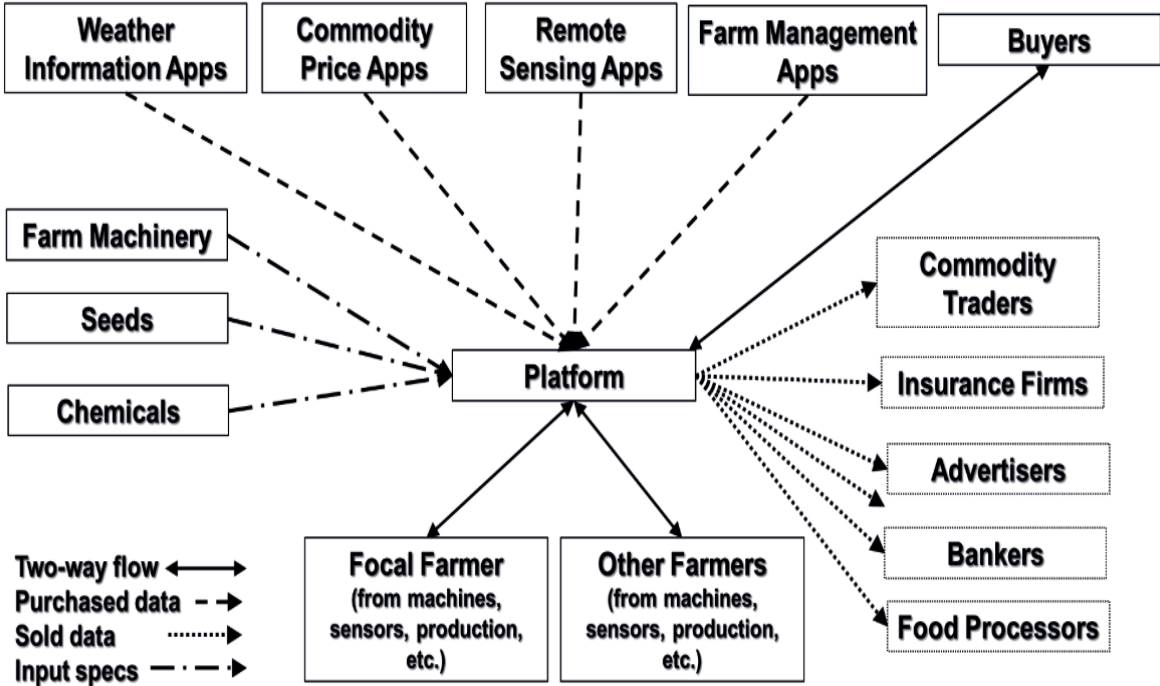 Weather
Information Apps
Commodity
Price Apps
Remote
Sensing Apps
Farm Management
Apps
Buyers
Farm Machinery
Seeds
Chemicals
Platform
Commodity
Traders
Insurance Firms
Advertisers
Bankers
Food Processors
Focal Farmer
(from machines,
sensors, production,
etc.)
Other Farmers
(from machines,
sensors, production,
etc.)
Two-way flow
Purchased data
Sold data
Input specs